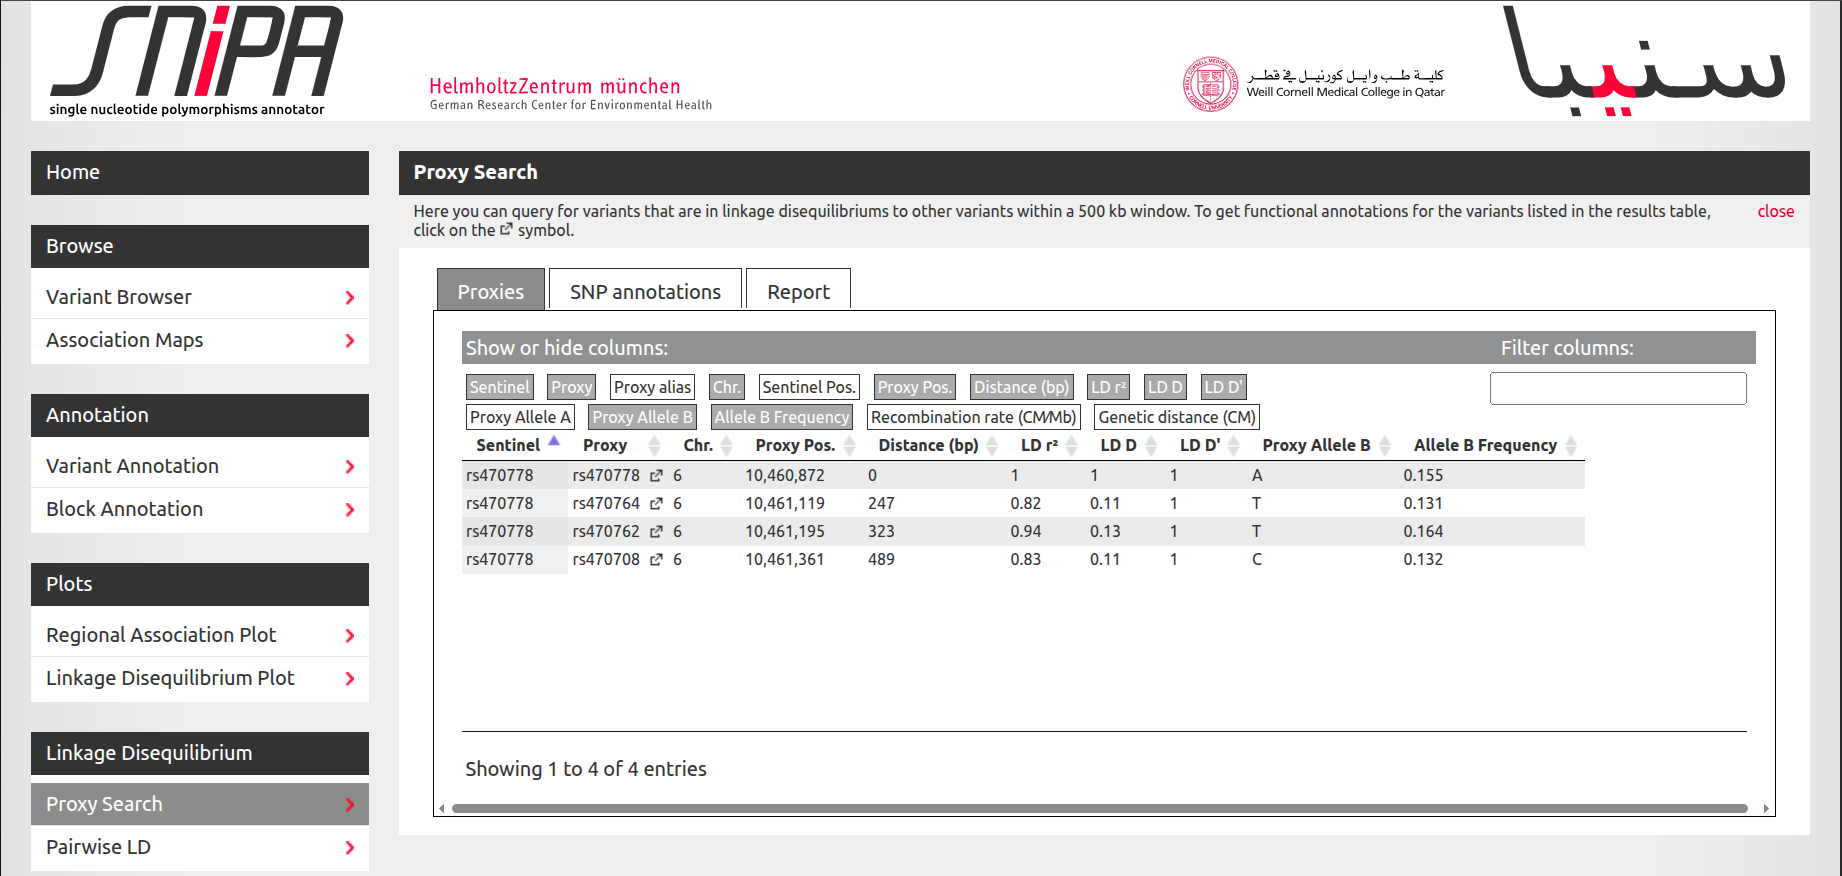 SNiPA
single nucleotide polymorphisms annotator
HelmholtzZentrum münchen
German Research Center for Environmental Health
كلية طب وايل كورنيل في قطر
Weill Cornell Medical College in Qatar
سنيبا
Home
Browse
Variant Browser
Association Maps
Annotation
Variant Annotation
Block Annotation
Plots
Regional Association Plot
Linkage Disequilibrium Plot
Linkage Disequilibrium
Proxy Search
Pairwise LD
Proxy Search
Here you can query for variants that are in linkage disequilibriums to other variants within a 500 kb window. To get functional annotations for the variants listed in the results table, close
click on the symbol.
Proxies SNP annotations Report
Show or hide columns: Filter columns:
Sentinel Proxy Proxy alias Chr. Sentinel Pos. Proxy Pos. Distance (bp) LD r² LD D LD D'
Proxy Allele A Proxy Allele B Allele B Frequency Recombination rate (CM/Mb) Genetic distance (CM)
Sentinel Proxy Chr. Proxy Pos. Distance (bp) LD r² LD D LD D' Proxy Allele B Allele B Frequency
rs470778 rs470778 6 10,460,872 0 1 1 1 A 0.155
rs470778 rs470764 6 10,461,119 247 0.82 0.11 1 T 0.131
rs470778 rs470762 6 10,461,195 323 0.94 0.13 1 T 0.164
rs470778 rs470708 6 10,461,361 489 0.83 0.11 1 C 0.132
Showing 1 to 4 of 4 entries